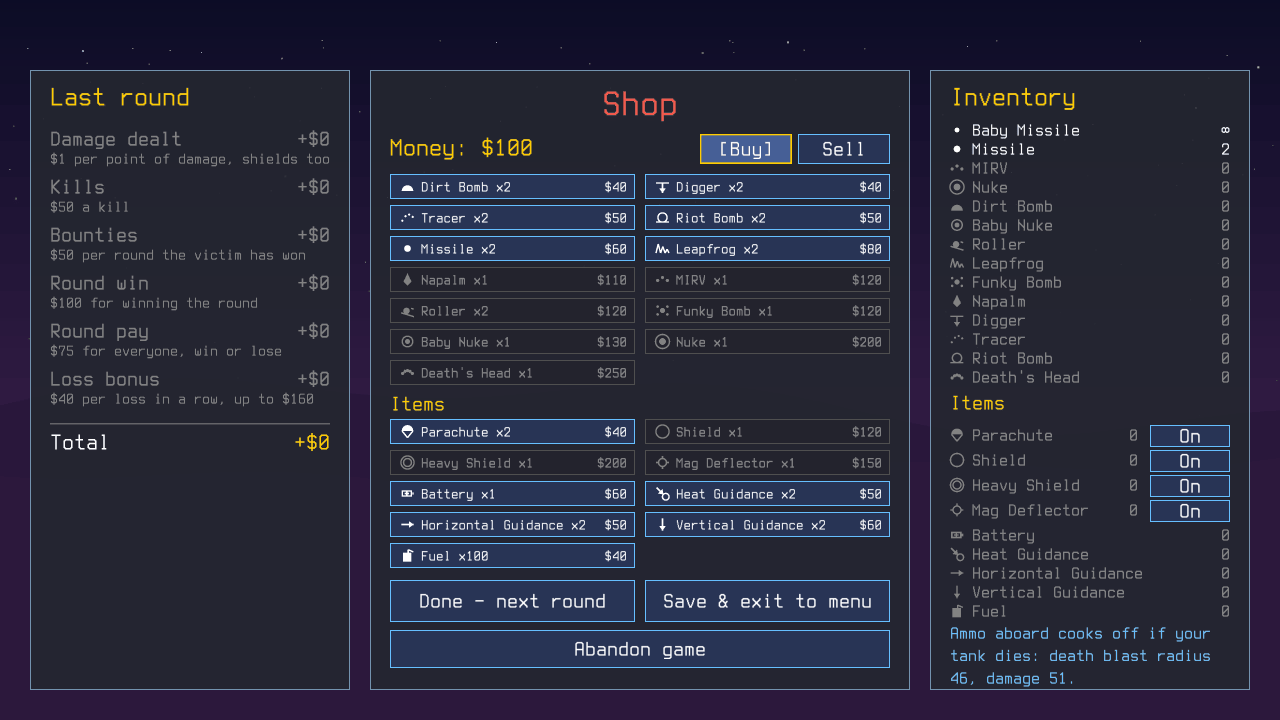 Last round
Damage dealt +$0
$1 per point of damage, shields too
Kills +$0
$50 a kill
Bounties +$0
$50 per round the victim has won
Round win +$0
$100 for winning the round
Round pay +$0
$75 for everyone, win or lose
Loss bonus +$0
$40 per loss in a row, up to $160
Total +$0
Shop
Money: $100 [Buy] Sell
Dirt Bomb x2 $40 Digger x2 $40
Tracer x2 $50 Riot Bomb x2 $50
Missile x2 $60 Leapfrog x2 $80
Napalm x1 $110 MIRV x1 $120
Roller x2 $120 Funky Bomb x1 $120
Baby Nuke x1 $130 Nuke x1 $200
Death's Head x1 $250
Items
Parachute x2 $40 Shield x1 $120
Heavy Shield x1 $200 Mag Deflector x1 $150
Battery x1 $60 Heat Guidance x2 $50
Horizontal Guidance x2 $50 Vertical Guidance x2 $60
Fuel x100 $40
Done - next round Save & exit to menu
Abandon game
Inventory
Baby Missile ∞
Missile 2
MIRV 0
Nuke 0
Dirt Bomb 0
Baby Nuke 0
Roller 0
Leapfrog 0
Funky Bomb 0
Napalm 0
Digger 0
Tracer 0
Riot Bomb 0
Death's Head 0
Items
Parachute 0 On
Shield 0 On
Heavy Shield 0 On
Mag Deflector 0 On
Battery 0
Heat Guidance 0
Horizontal Guidance 0
Vertical Guidance 0
Fuel 0
Ammo aboard cooks off if your
tank dies: death blast radius
46, damage 51.